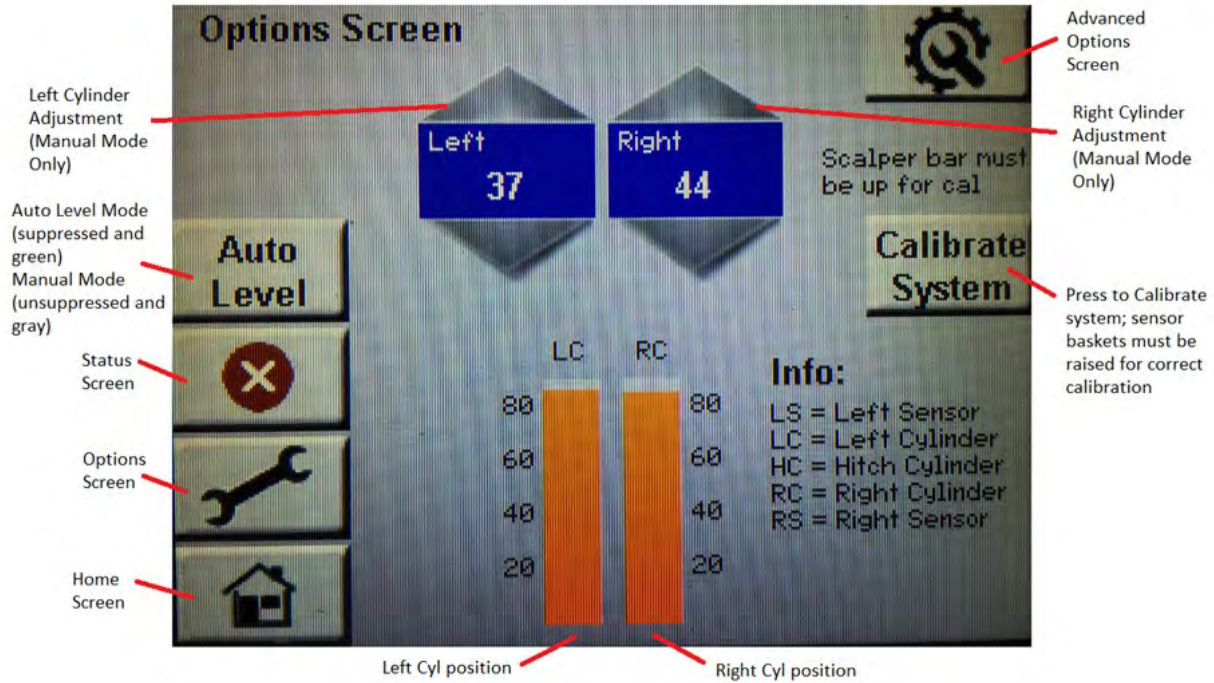 Options Screen
Advanced
Options
Screen
Left Cylinder
Adjustment
(Manual Mode
Only)
Left
37
Right
44
Right Cylinder
Adjustment
(Manual Mode
Only)
Scalper bar must
be up for cal
Auto Level Mode
(suppressed and
green)
Manual Mode
(unsuppressed and
gray)
Auto
Level
Calibrate
System
Press to Calibrate
system; sensor
baskets must be
raised for correct
calibration
Status
Screen
LC
RC
80
60
40
20
80
60
40
20
Info:
LS = Left Sensor
LC = Left Cylinder
HC = Hitch Cylinder
RC = Right Cylinder
RS = Right Sensor
Options
Screen
Home
Screen
Left Cyl position
Right Cyl position